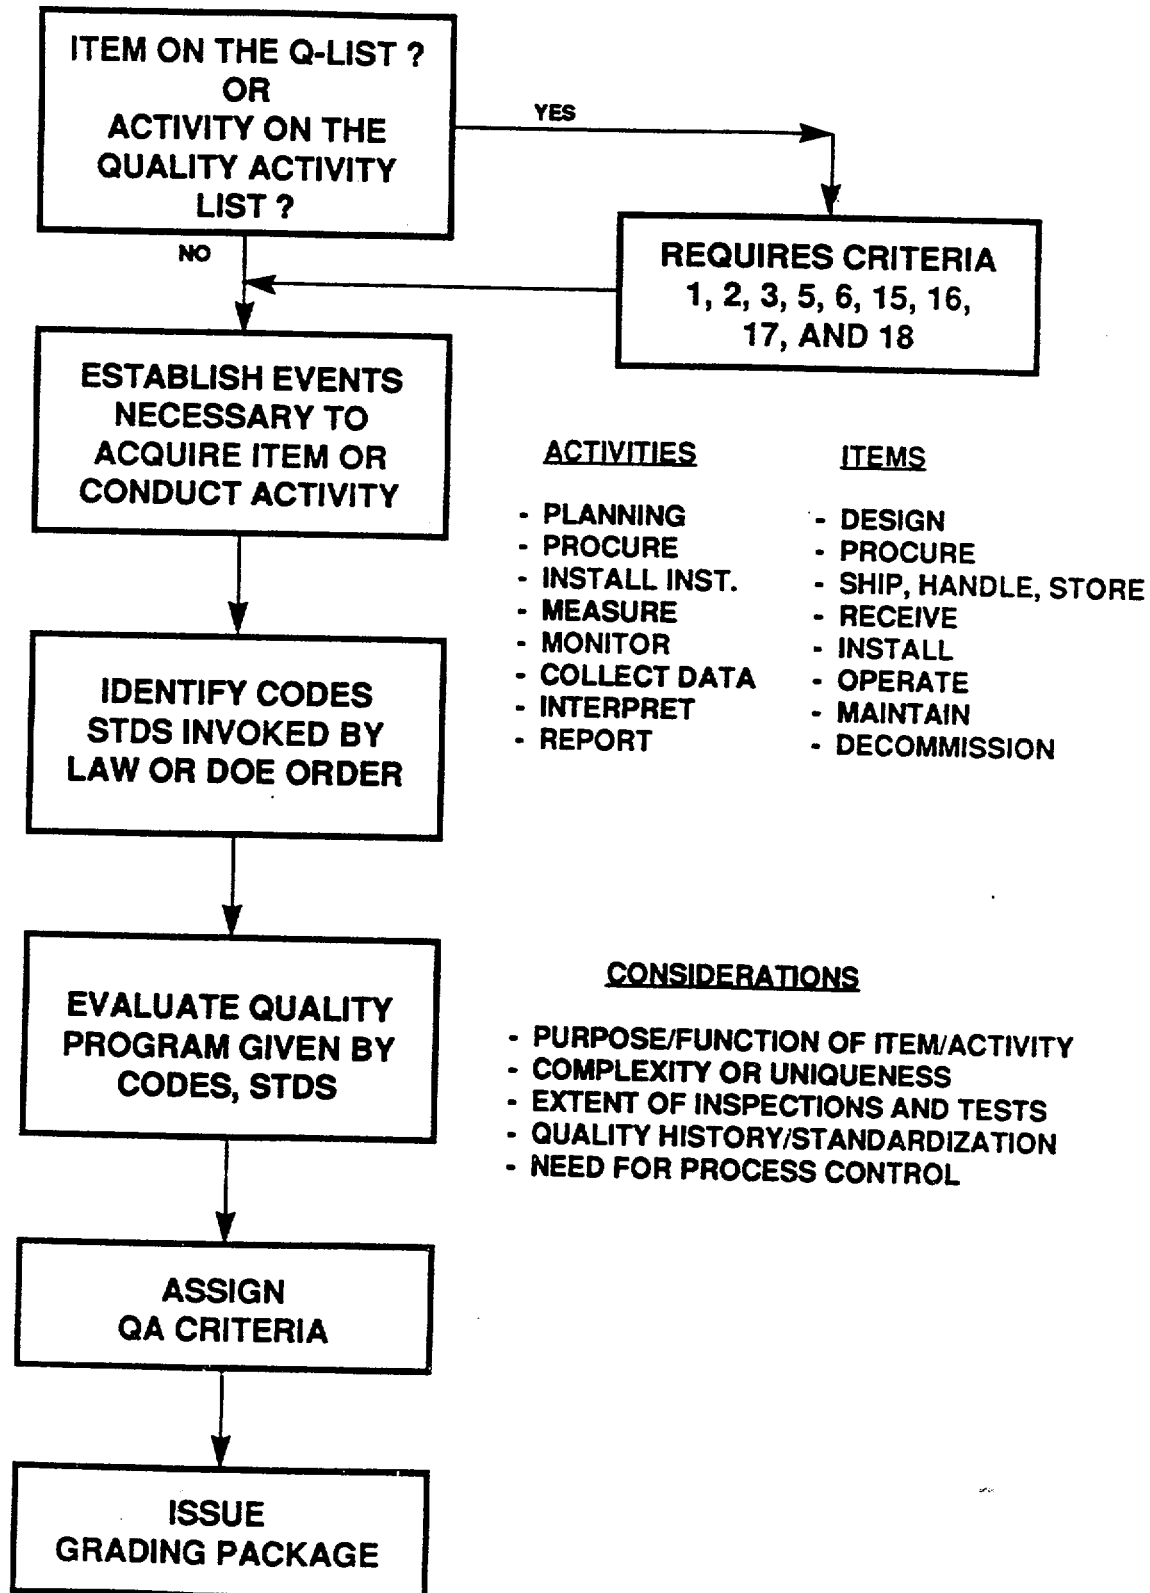 ITEM ON THE Q-LIST ?
OR
ACTIVITY ON THE
QUALITY ACTIVITY
LIST ?
YES
NO
REQUIRES CRITERIA
1, 2, 3, 5, 6, 15, 16,
17, AND 18
ESTABLISH EVENTS
NECESSARY TO
ACQUIRE ITEM OR
CONDUCT ACTIVITY
ACTIVITIES
- PLANNING
- PROCURE
- INSTALL INST.
- MEASURE
- MONITOR
- COLLECT DATA
- INTERPRET
- REPORT
ITEMS
- DESIGN
- PROCURE
- SHIP, HANDLE, STORE
- RECEIVE
- INSTALL
- OPERATE
- MAINTAIN
- DECOMMISSION
IDENTIFY CODES
STDS INVOKED BY
LAW OR DOE ORDER
EVALUATE QUALITY
PROGRAM GIVEN BY
CODES, STDS
CONSIDERATIONS
- PURPOSE/FUNCTION OF ITEM/ACTIVITY
- COMPLEXITY OR UNIQUENESS
- EXTENT OF INSPECTIONS AND TESTS
- QUALITY HISTORY/STANDARDIZATION
- NEED FOR PROCESS CONTROL
ASSIGN
QA CRITERIA
ISSUE
GRADING PACKAGE